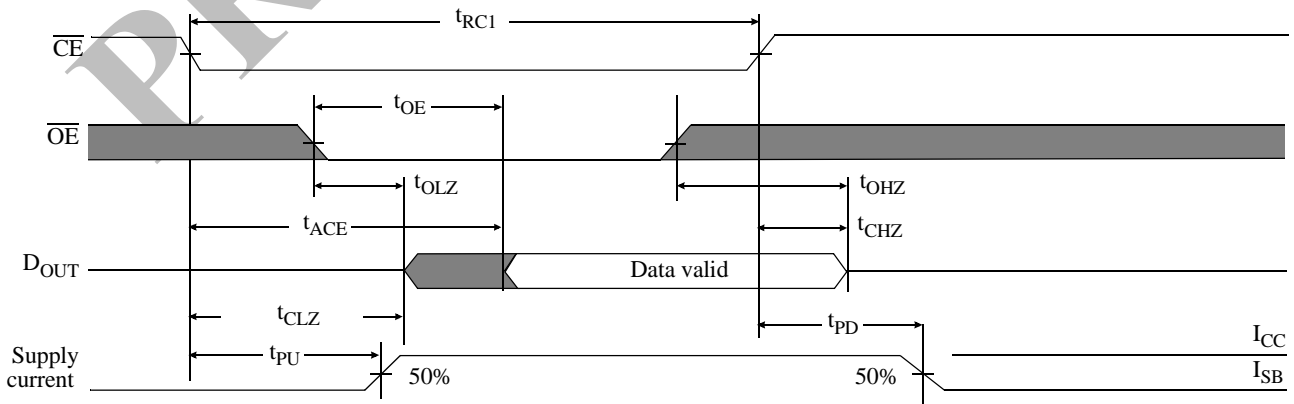 PR
tRC1
CE
tOE
OE
tOLZ
tOHZ
tACE
tCHZ
DOUT
Data valid
tCLZ
tPD
tPU
ICC
Supply
current
50%
50%
ISB